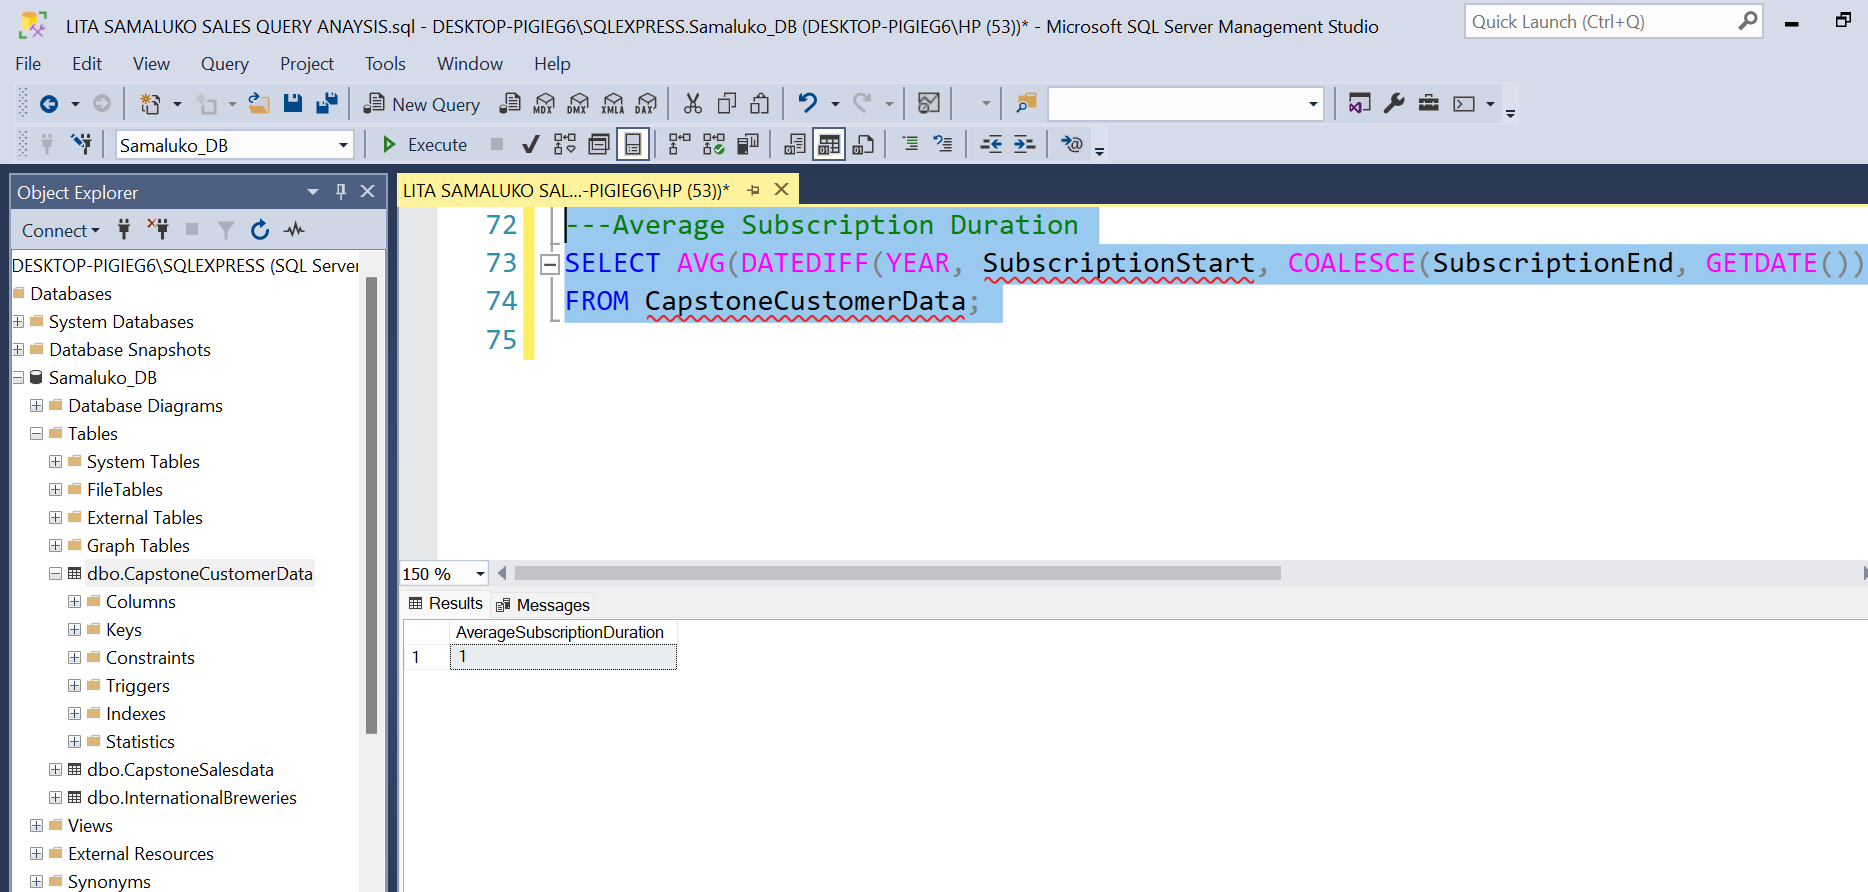 LITA SAMALUKO SALES QUERY ANAYSIS.sql - DESKTOP-PIGIEG6\SQLEXPRESS.Samaluko_DB (DESKTOP-PIGIEG6\HP (53))* - Microsoft SQL Server Management Studio
Quick Launch (Ctrl+Q)
File Edit View Query Project Tools Window Help
New Query MDX DMX XMLA DAX
Samaluko_DB Execute
Object Explorer
LITA SAMALUKO SAL...-PIGIEG6\HP (53))*
Connect
DESKTOP-PIGIEG6\SQLEXPRESS (SQL Server
Databases
System Databases
Database Snapshots
Samaluko_DB
Database Diagrams
Tables
System Tables
FileTables
External Tables
Graph Tables
dbo.CapstoneCustomerData
Columns
Keys
Constraints
Triggers
Indexes
Statistics
dbo.CapstoneSalesdata
dbo.InternationalBreweries
Views
External Resources
Synonyms
72 ---Average Subscription Duration
73 SELECT AVG(DATEDIFF(YEAR, SubscriptionStart, COALESCE(SubscriptionEnd, GETDATE())
74 FROM CapstoneCustomerData;
75
150 %
Results Messages
AverageSubscriptionDuration
1 1